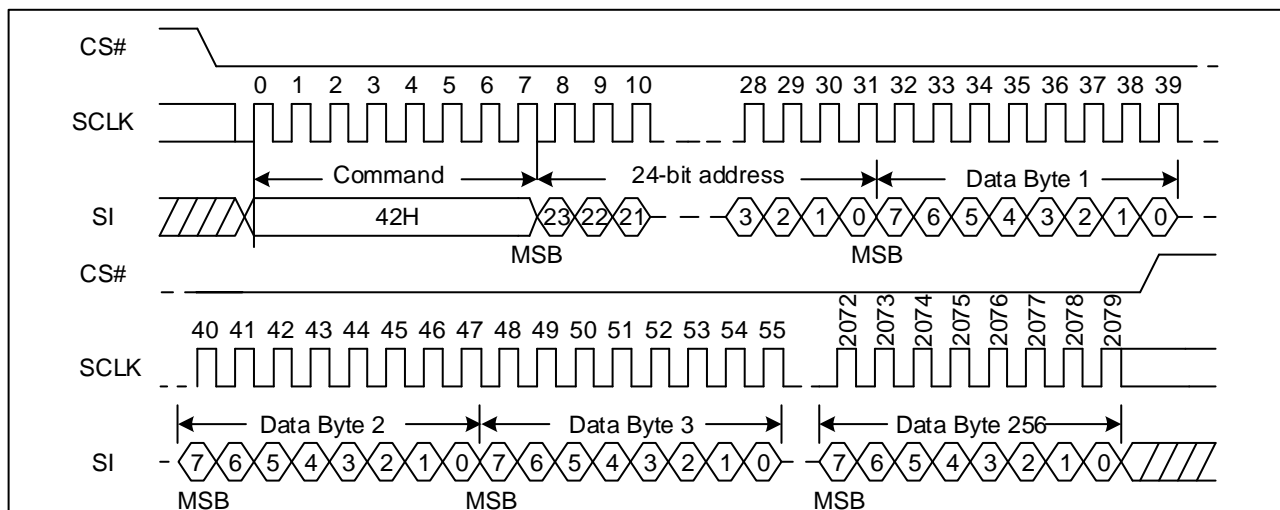 CS#
0 1 2 3 4 5 6 7 8 9 10 28 29 30 31 32 33 34 35 36 37 38 39
SCLK
Command 24-bit address Data Byte 1
SI 42H 23 22 21 3 2 1 0 7 6 5 4 3 2 1 0
MSB MSB
CS#
40 41 42 43 44 45 46 47 48 49 50 51 52 53 54 55 2072 2073 2074 2075 2076 2077 2078 2079
SCLK
Data Byte 2 Data Byte 3 Data Byte 256
SI 7 6 5 4 3 2 1 0 7 6 5 4 3 2 1 0 7 6 5 4 3 2 1 0
MSB MSB MSB